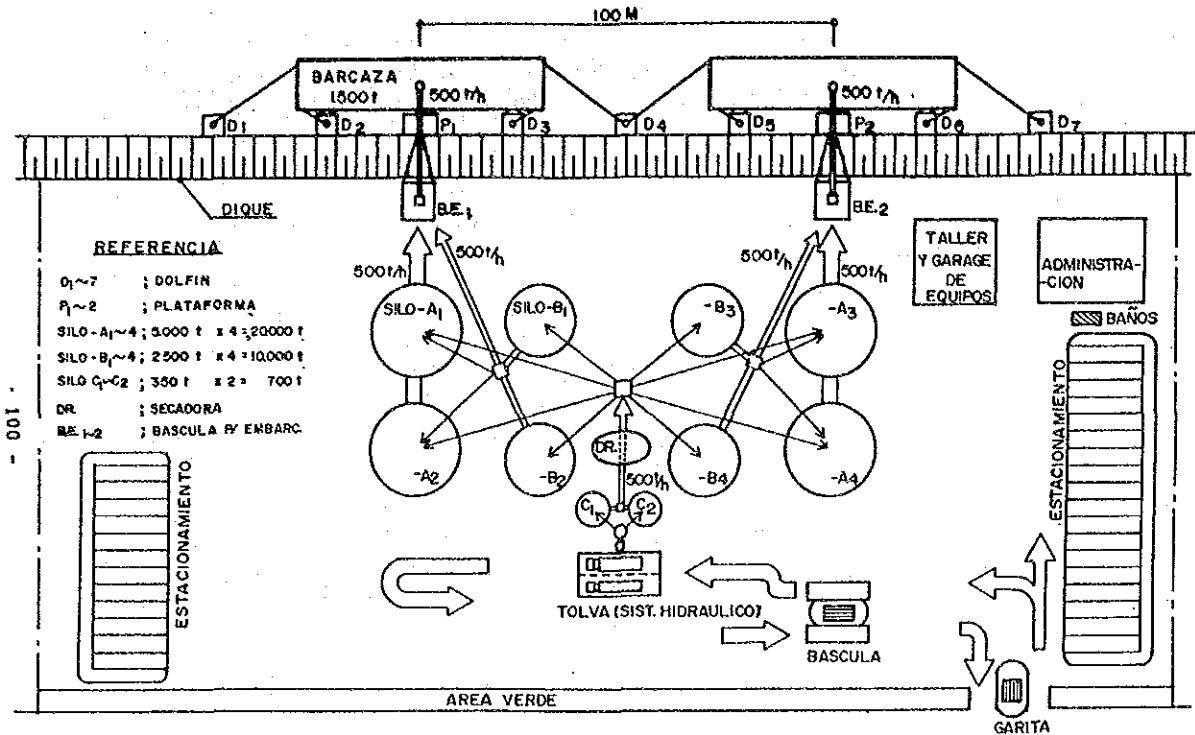 100 M
BARCAZA
1.500 t
500 t/h
500 t/h
D1
D2
P1
D3
D4
D5
P2
D6
D7
DIQUE
B.E.1
B.E.2
REFERENCIA
D1~7 ; DOLFIN
P1~2 ; PLATAFORMA
SILO-A1~4 ; 5.000 t x 4 = 20.000 t
SILO-B1~4 ; 2500 t x 4 = 10.000 t
SILO C1~C2 ; 350 t x 2 = 700 t
DR. ; SECADORA
B.E. 1~2 ; BASCULA P/ EMBARC.
500 t/h
500 t/h
500 t/h
500 t/h
TALLER
Y GARAGE
DE
EQUIPOS
ADMINISTRA-
-CION
BAÑOS
SILO-A1
SILO-B1
-B3
-A3
-A2
-B2
DR.
-B4
-A4
500 t/h
C1
C2
ESTACIONAMIENTO
ESTACIONAMIENTO
TOLVA (SIST. HIDRAULICO)
BASCULA
AREA VERDE
GARITA
- 100 -